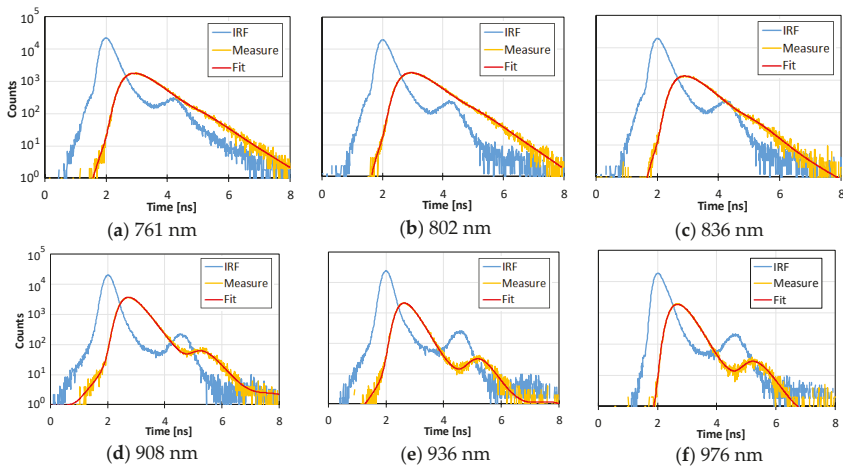 10^5
10^4
10^3
10^2
10^1
10^0
Counts
IRF
Measure
Fit
0 2 4 6 8
Time [ns]
(a) 761 nm
IRF
Measure
Fit
0 2 4 6 8
Time [ns]
(b) 802 nm
IRF
Measure
Fit
0 2 4 6 8
Time [ns]
(c) 836 nm
10^5
10^4
10^3
10^2
10^1
10^0
Counts
IRF
Measure
Fit
0 2 4 6 8
Time [ns]
(d) 908 nm
IRF
Measure
Fit
0 2 4 6 8
Time [ns]
(e) 936 nm
IRF
Measure
Fit
0 2 4 6 8
Time [ns]
(f) 976 nm